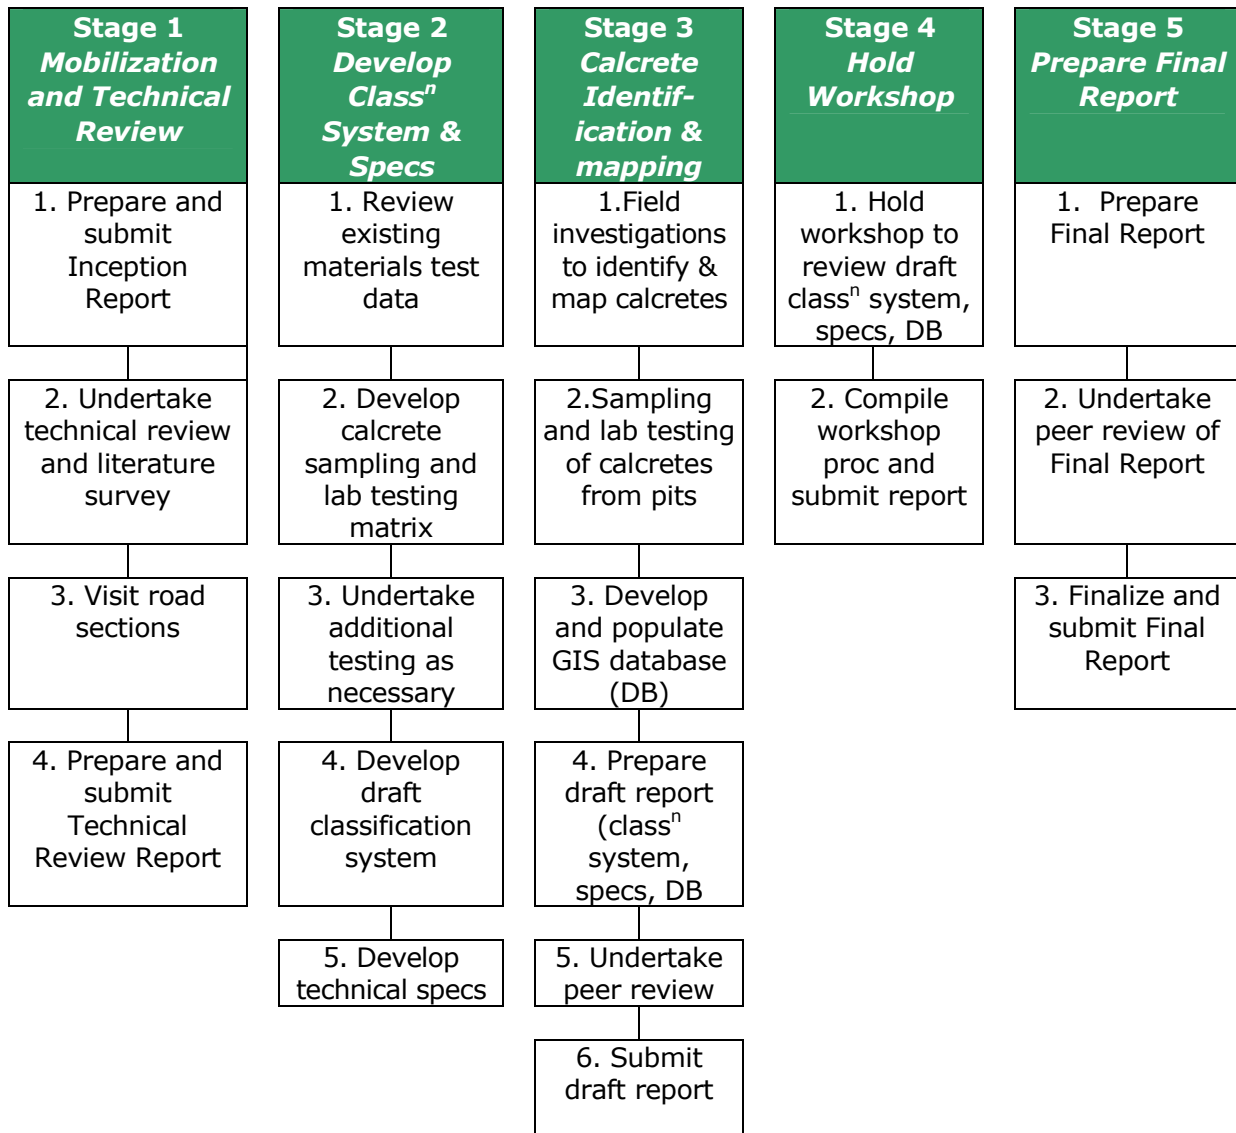 Stage 1
Mobilization
and Technical
Review
1. Prepare and
submit
Inception
Report
2. Undertake
technical review
and literature
survey
3. Visit road
sections
4. Prepare and
submit
Technical
Review Report
Stage 2
Develop
Classⁿ
System &
Specs
1. Review
existing
materials test
data
2. Develop
calcrete
sampling and
lab testing
matrix
3. Undertake
additional
testing as
necessary
4. Develop
draft
classification
system
5. Develop
technical specs
Stage 3
Calcrete
Identif-
ication &
mapping
1.Field
investigations
to identify &
map calcretes
2.Sampling
and lab testing
of calcretes
from pits
3. Develop
and populate
GIS database
(DB)
4. Prepare
draft report
(classⁿ
system,
specs, DB
5. Undertake
peer review
6. Submit
draft report
Stage 4
Hold
Workshop
1. Hold
workshop to
review draft
classⁿ system,
specs, DB
2. Compile
workshop
proc and
submit report
Stage 5
Prepare Final
Report
1. Prepare
Final Report
2. Undertake
peer review of
Final Report
3. Finalize and
submit Final
Report